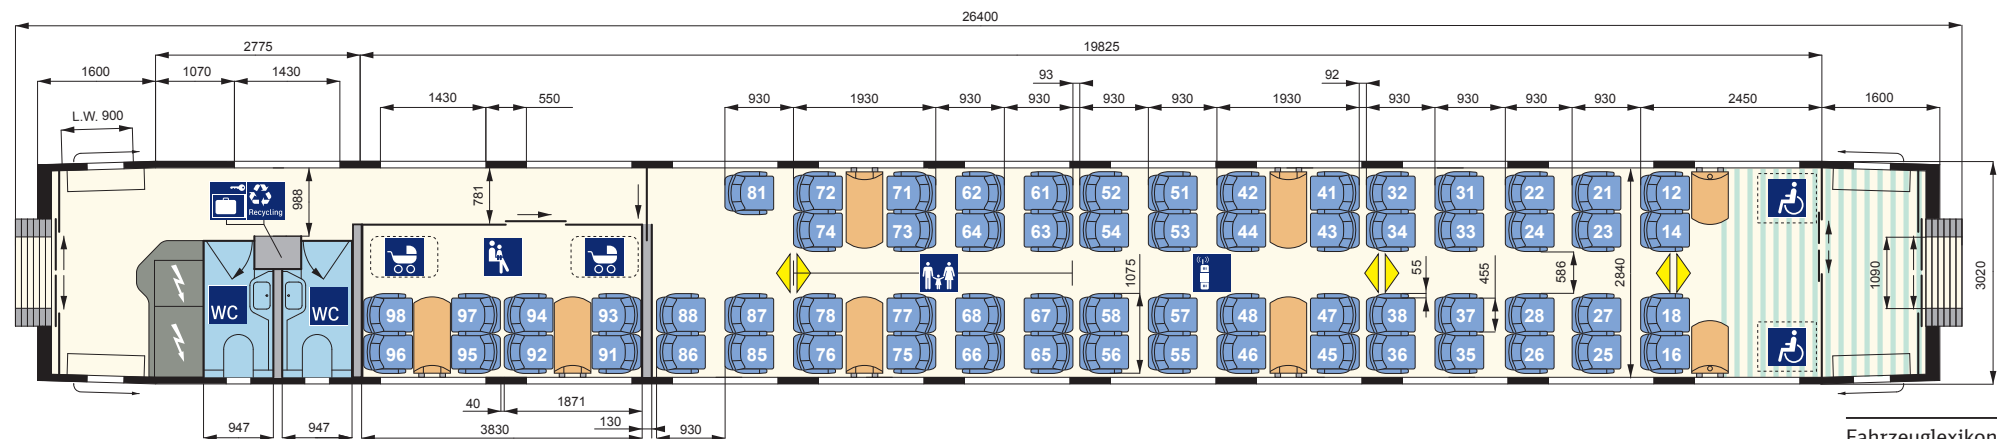 26400
2775 19825
1600 1070 1430 93 92
1430 550 930 1930 930 930 930 930 1930 930 930 930 930 2450 1600
L.W. 900
988 781
Recycling
81 72 71 62 61 52 51 42 41 32 31 22 21 12
74 73 64 63 54 53 44 43 34 33 24 23 14
1075 55 455 586 2840 1090 3020
WC WC
98 97 94 93 88 87 78 77 68 67 58 57 48 47 38 37 28 27 18
96 95 92 91 86 85 76 75 66 65 56 55 46 45 36 35 26 25 16
40 1871 130
947 947 3830 930
Fahrzeuglexikon